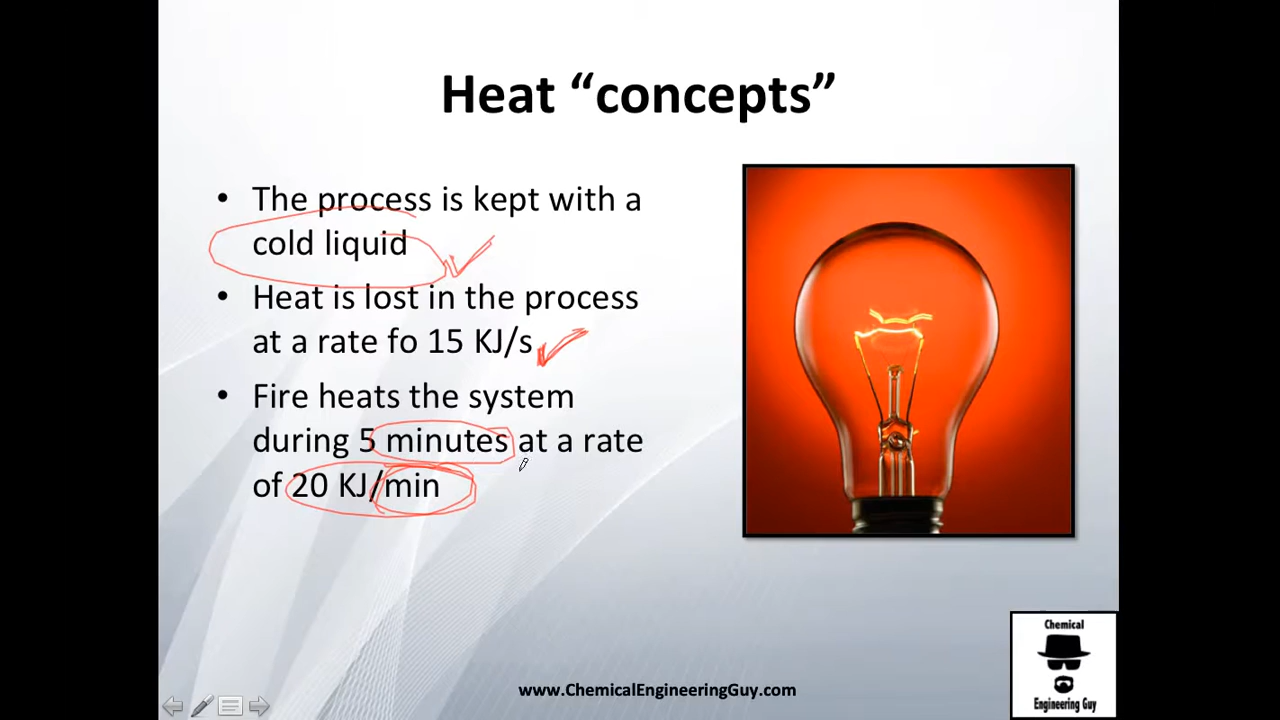 Heat “concepts”
• The process is kept with a
cold liquid
• Heat is lost in the process
at a rate fo 15 KJ/s
• Fire heats the system
during 5 minutes at a rate
of 20 KJ/min
Chemical
Engineering Guy
www.ChemicalEngineeringGuy.com